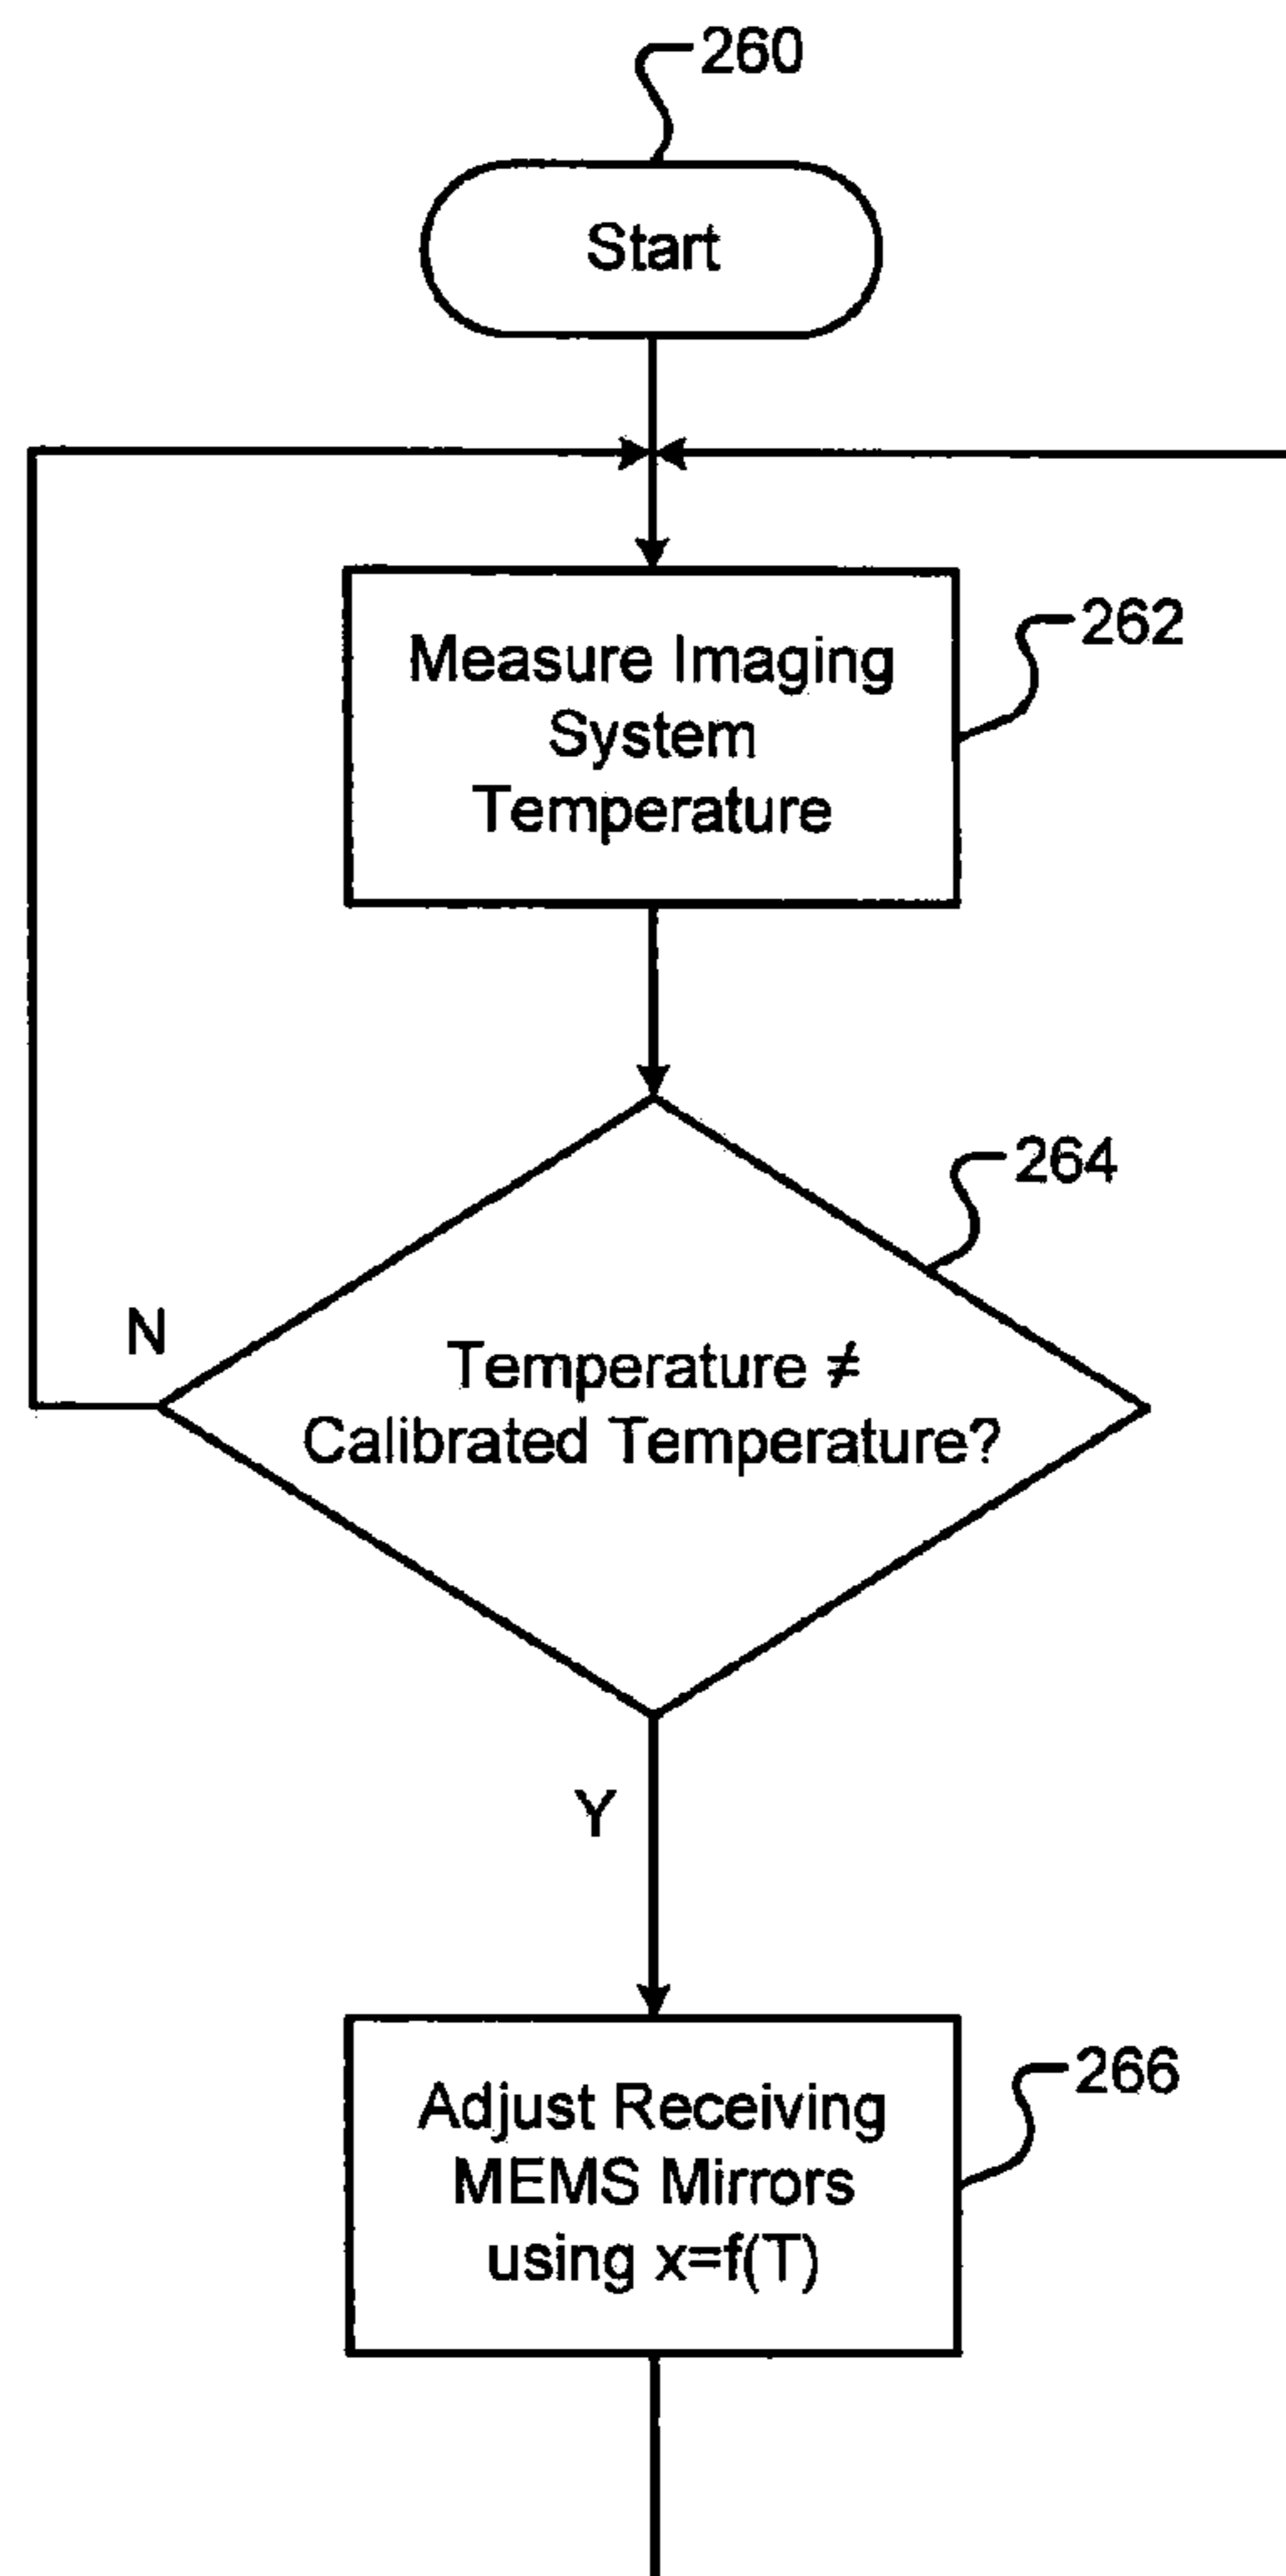 260
Start
Measure Imaging
System
Temperature
262
264
N
Temperature ≠
Calibrated Temperature?
Y
Adjust Receiving
MEMS Mirrors
using x=f(T)
266